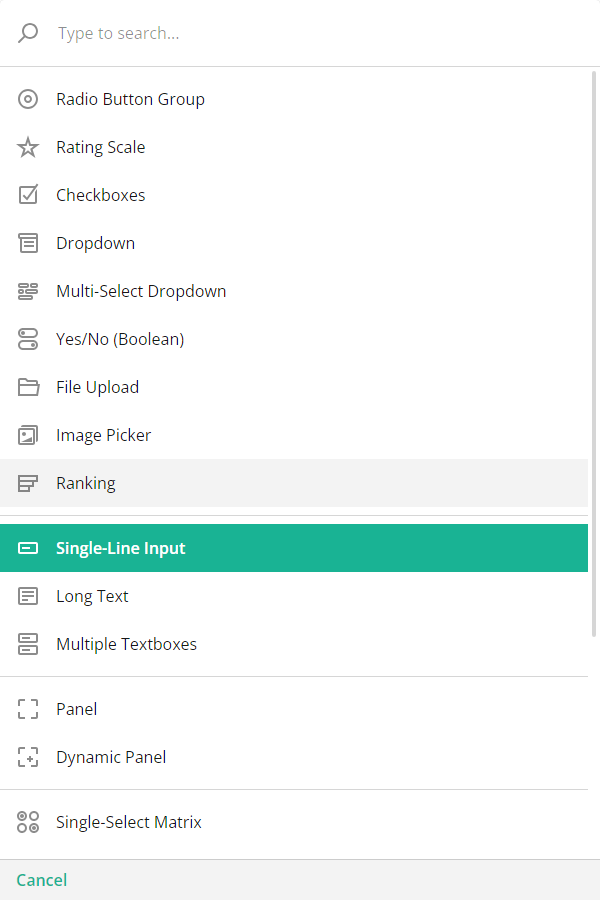 Type to search...
Radio Button Group
Rating Scale
Checkboxes
Dropdown
Multi-Select Dropdown
Yes/No (Boolean)
File Upload
Image Picker
Ranking
Single-Line Input
Long Text
Multiple Textboxes
Panel
Dynamic Panel
Single-Select Matrix
Cancel